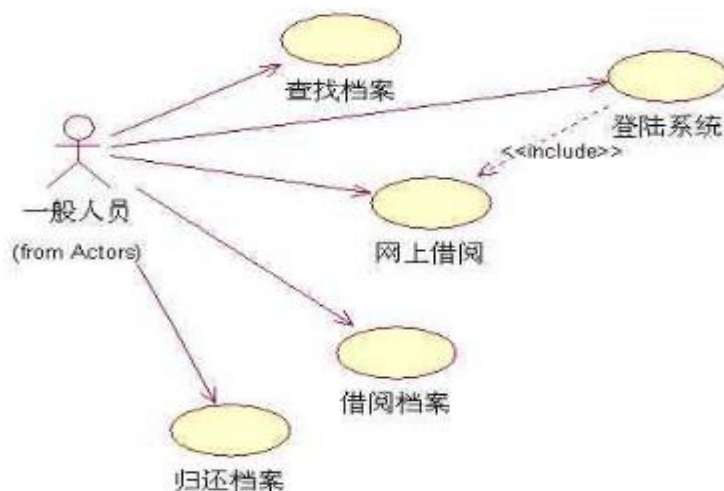 查找档案
登陆系统
<<include>>
一般人员
(from Actors)
网上借阅
借阅档案
归还档案